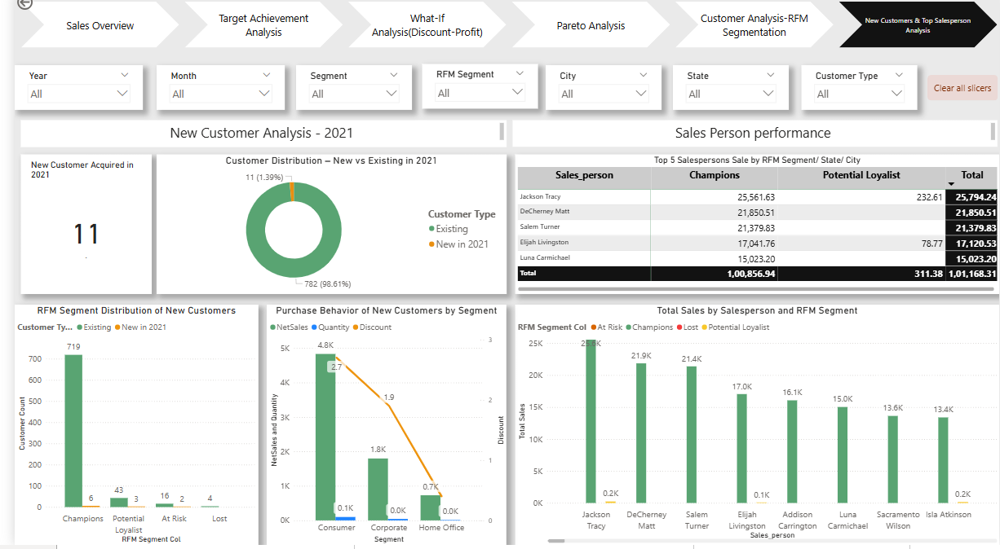 Sales Overview
Target Achievement
Analysis
What-If
Analysis(Discount-Profit)
Pareto Analysis
Customer Analysis-RFM
Segmentation
New Customers & Top Salesperson
Analysis
Year
All
Month
All
Segment
All
RFM Segment
All
City
All
State
All
Customer Type
All
Clear all slicers
New Customer Analysis - 2021
Sales Person performance
New Customer Acquired in
2021
11
Customer Distribution – New vs Existing in 2021
11 (1.39%)
782 (98.61%)
Customer Type
Existing
New in 2021
Top 5 Salespersons Sale by RFM Segment/ State/ City
Sales_person Champions Potential Loyalist Total
Jackson Tracy 25,561.63 232.61 25,794.24
DeCherney Matt 21,850.51 21,850.51
Salem Turner 21,379.83 21,379.83
Elijah Livingston 17,041.76 78.77 17,120.53
Luna Carmichael 15,023.20 15,023.20
Total 1,00,856.94 311.38 1,01,168.31
RFM Segment Distribution of New Customers
Customer Ty... Existing New in 2021
Customer Count
700
600
500
400
300
200
100
0
719
6
43
3
16
2
4
Champions
Potential
Loyalist
At Risk
Lost
RFM Segment Col
Purchase Behavior of New Customers by Segment
NetSales Quantity Discount
NetSales and Quantity
5K
4K
3K
2K
1K
0K
4.8K
2.7
0.1K
1.8K
1.9
0.0K
0.7K
0.0K
3
2
1
0
Discount
Consumer
Corporate
Home Office
Segment
Total Sales by Salesperson and RFM Segment
RFM Segment Col At Risk Champions Lost Potential Loyalist
Total Sales
25K
20K
15K
10K
5K
0K
25.6K
0.2K
21.9K
21.4K
17.0K
0.1K
16.1K
15.0K
13.6K
13.4K
0.2K
Jackson
Tracy
DeCherney
Matt
Salem
Turner
Elijah
Livingston
Addison
Carrington
Luna
Carmichael
Sacramento
Wilson
Isla Atkinson
Sales_person